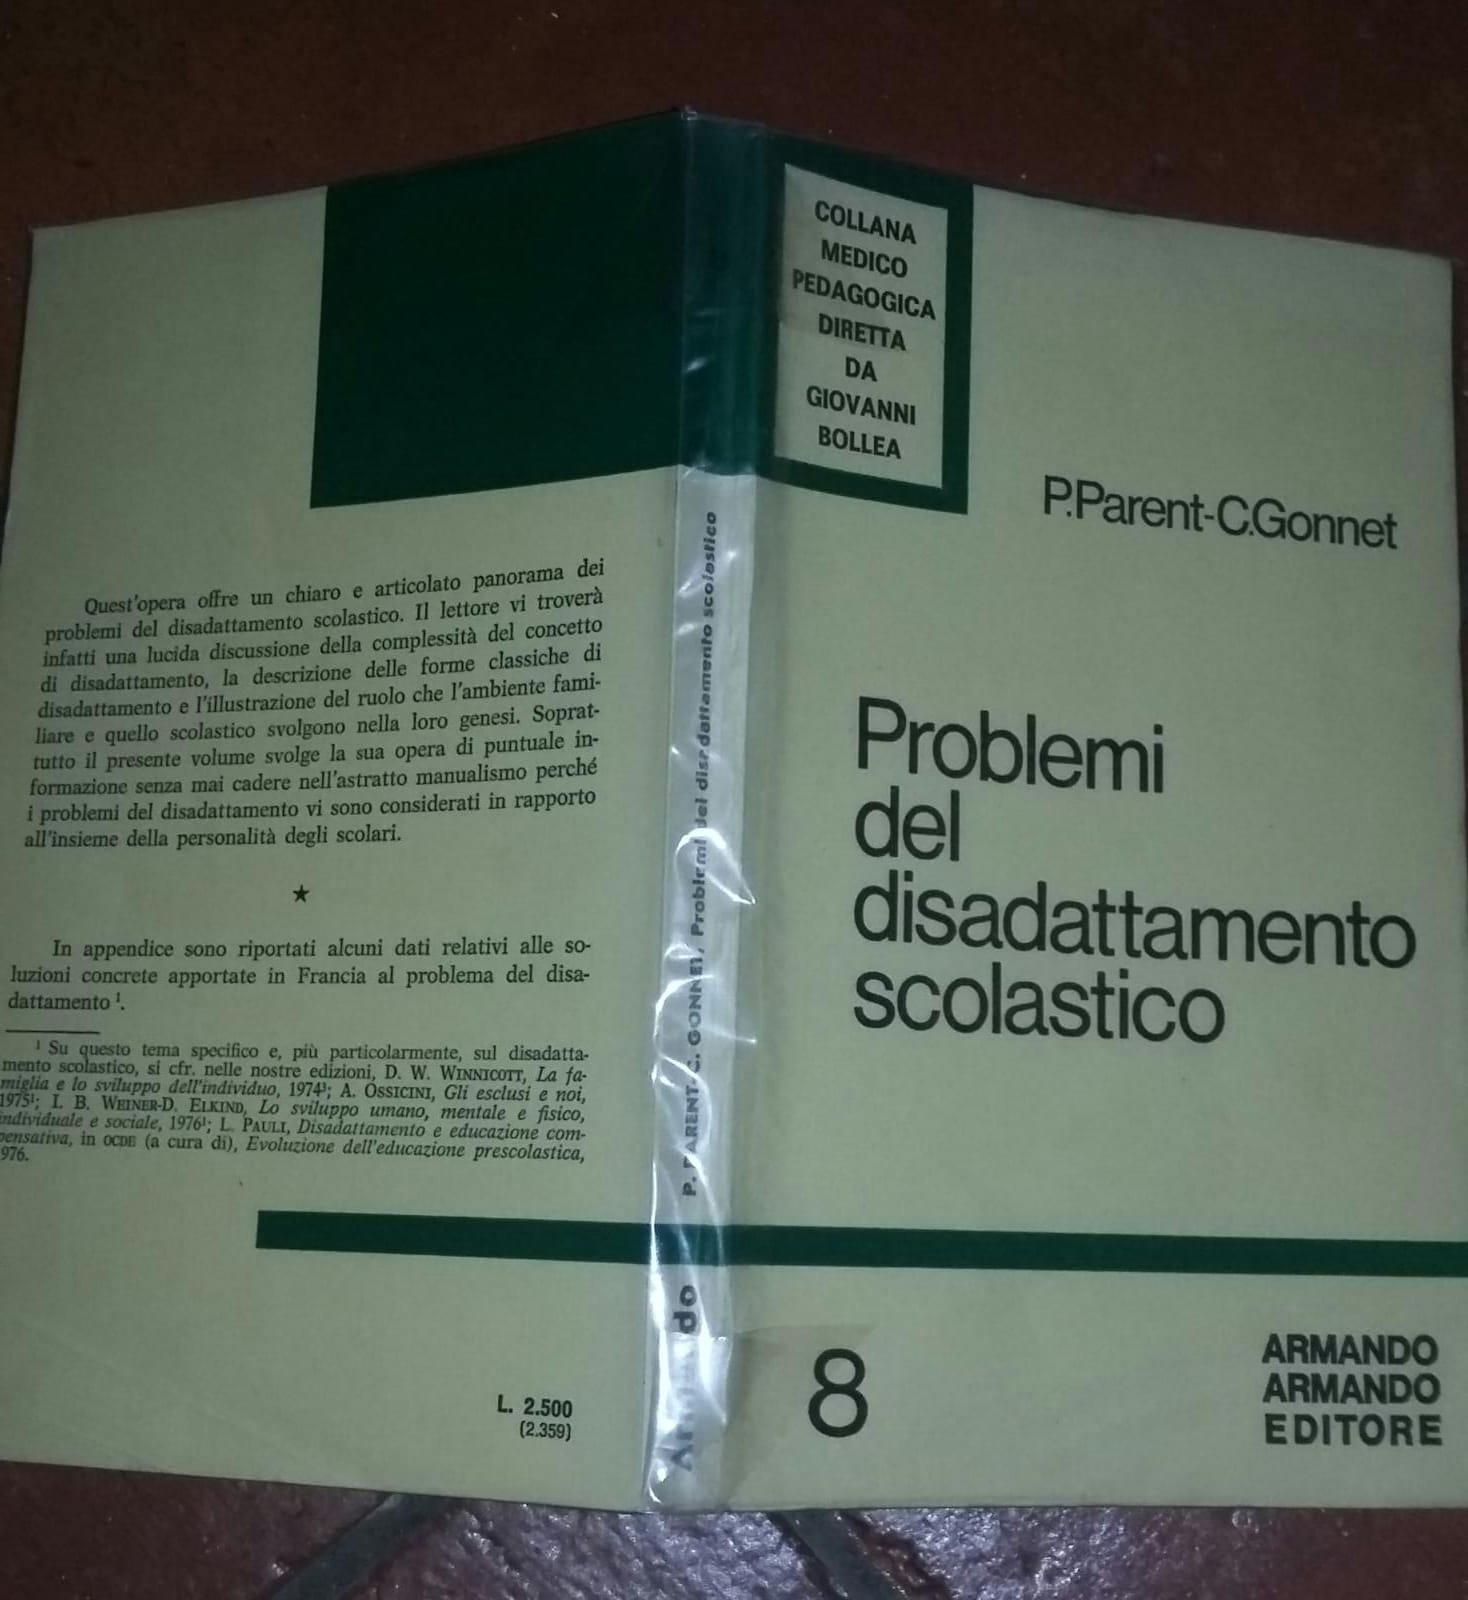 Quest'opera offre un chiaro e articolato panorama dei
problemi del disadattamento scolastico. Il lettore vi troverà
infatti una lucida discussione della complessità del concetto
di disadattamento, la descrizione delle forme classiche di
disadattamento e l'illustrazione del ruolo che l'ambiente fami-
liare e quello scolastico svolgono nella loro genesi. Soprat-
tutto il presente volume svolge la sua opera di puntuale in-
formazione senza mai cadere nell'astratto manualismo perché
i problemi del disadattamento vi sono considerati in rapporto
all'insieme della personalità degli scolari.
★
In appendice sono riportati alcuni dati relativi alle so-
luzioni concrete apportate in Francia al problema del disa-
dattamento ¹.
¹ Su questo tema specifico e, più particolarmente, sul disadatta-
mento scolastico, si cfr. nelle nostre edizioni, D. W. WINNICOTT, La fa-
miglia e lo sviluppo dell'individuo, 1974³; A. OSSICINI, Gli esclusi e noi,
1975¹; I. B. WEINER-D. ELKIND, Lo sviluppo umano, mentale e fisico,
individuale e sociale, 1976¹; L. PAULI, Disadattamento e educazione com-
pensativa, in OCDE (a cura di), Evoluzione dell'educazione prescolastica,
976.
L. 2.500
(2.359)
P. PARENT-C. GONNET, Problemi del disadattamento scolastico
Armando
COLLANA
MEDICO
PEDAGOGICA
DIRETTA
DA
GIOVANNI
BOLLEA
P.Parent-C.Gonnet
Problemi
del
disadattamento
scolastico
8
ARMANDO
ARMANDO
EDITORE